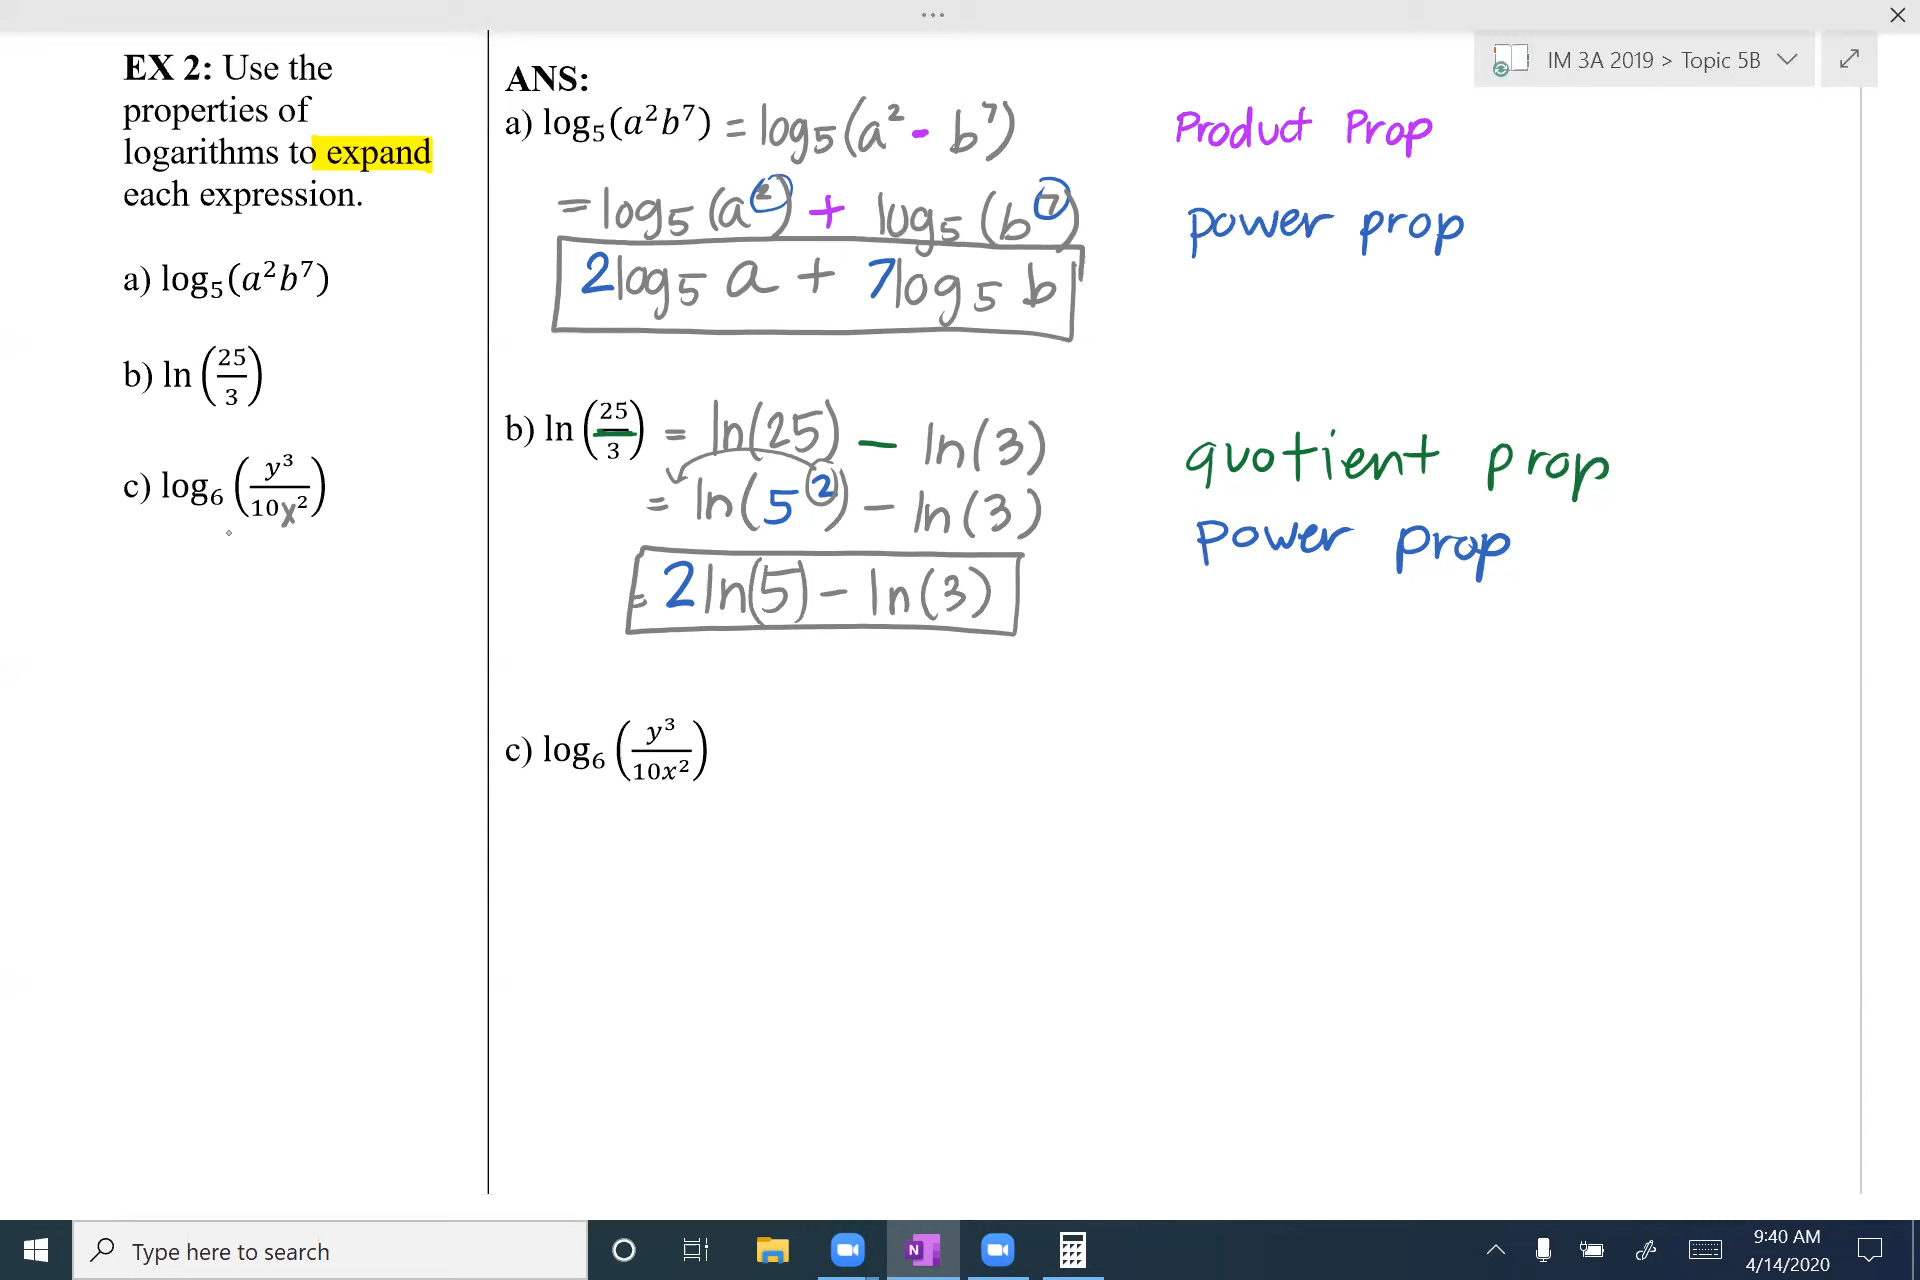 IM 3A 2019 > Topic 5B
EX 2: Use the
properties of
logarithms to expand
each expression.
a) log₅(a²b⁷)
b) ln (25/3)
c) log₆ (y³/10x²)
ANS:
a) log₅(a²b⁷) = log₅(a² · b⁷)
Product Prop
= log₅(a²) + log₅(b⁷)
power prop
2log₅ a + 7log₅ b
b) ln (25/3) = ln(25) − ln(3)
quotient prop
= ln(5²) − ln(3)
power prop
= 2ln(5) − ln(3)
c) log₆ (y³/10x²)
Type here to search
N
9:40 AM
4/14/2020